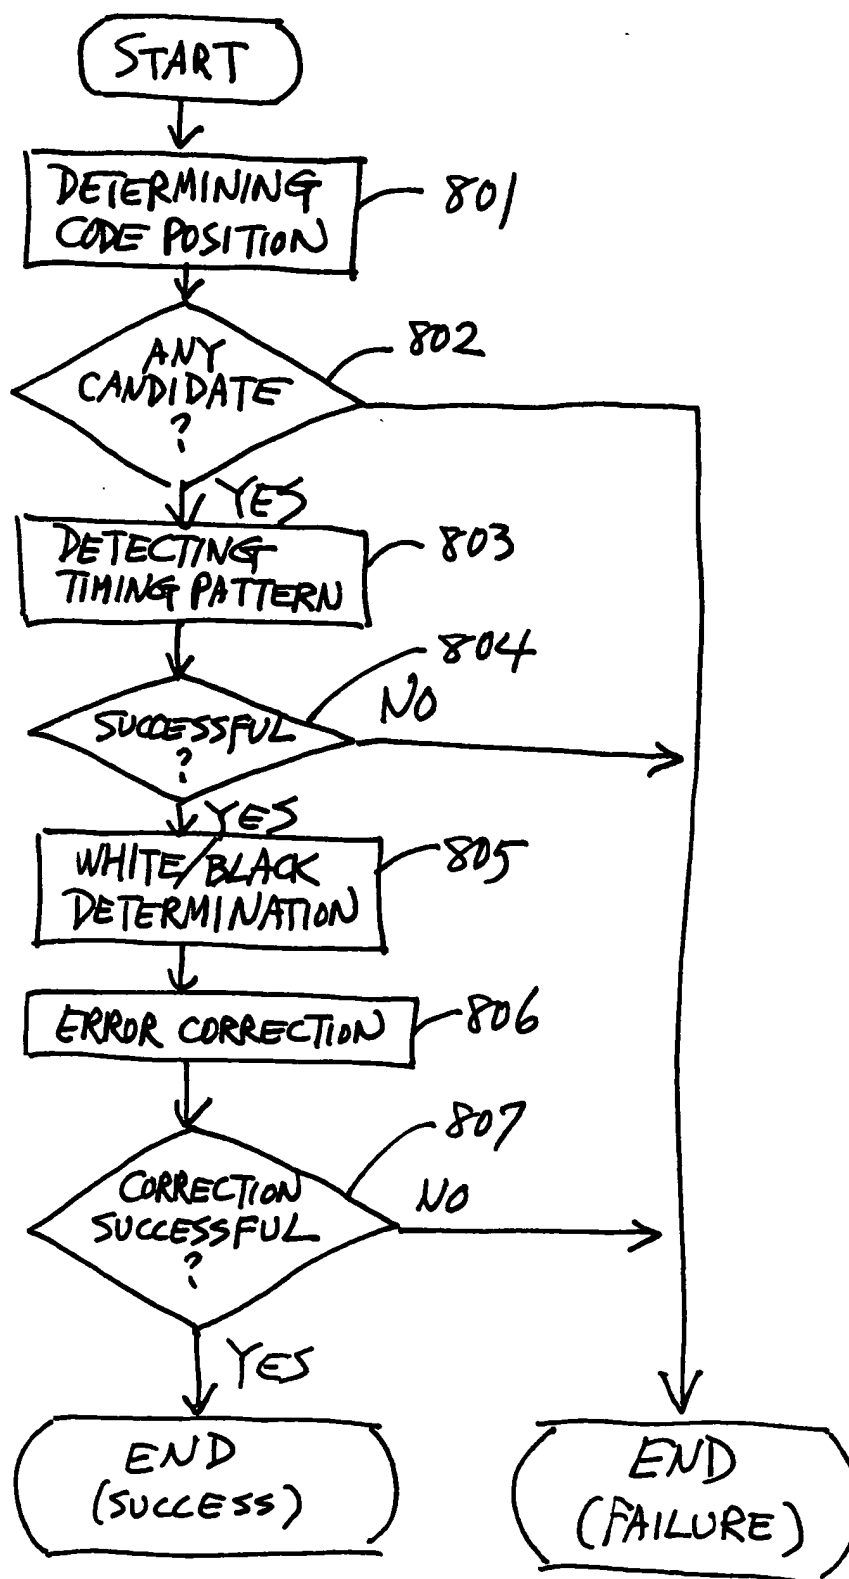 START
DETERMINING
CODE POSITION
801
ANY
CANDIDATE
?
802
YES
DETECTING
TIMING PATTERN
803
SUCCESSFUL
?
804
NO
YES
WHITE/BLACK
DETERMINATION
805
ERROR CORRECTION
806
CORRECTION
SUCCESSFUL
?
807
NO
YES
END
(SUCCESS)
END
(FAILURE)